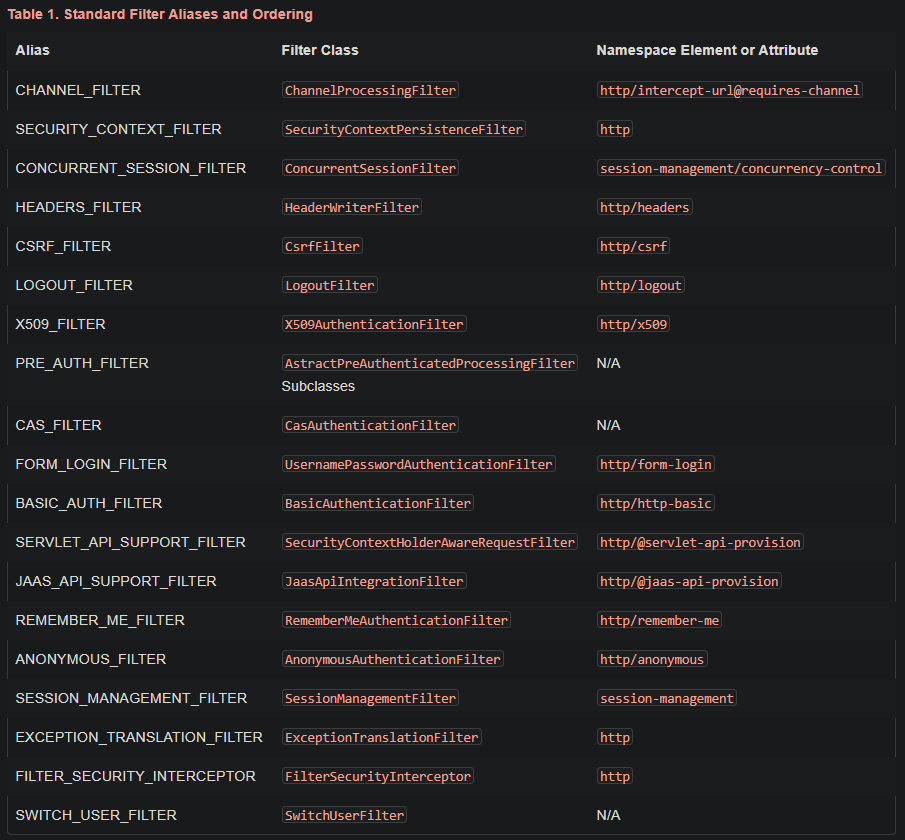 Table 1. Standard Filter Aliases and Ordering
Alias Filter Class Namespace Element or Attribute
CHANNEL_FILTER ChannelProcessingFilter http/intercept-url@requires-channel
SECURITY_CONTEXT_FILTER SecurityContextPersistenceFilter http
CONCURRENT_SESSION_FILTER ConcurrentSessionFilter session-management/concurrency-control
HEADERS_FILTER HeaderWriterFilter http/headers
CSRF_FILTER CsrfFilter http/csrf
LOGOUT_FILTER LogoutFilter http/logout
X509_FILTER X509AuthenticationFilter http/x509
PRE_AUTH_FILTER AstractPreAuthenticatedProcessingFilter N/A
Subclasses
CAS_FILTER CasAuthenticationFilter N/A
FORM_LOGIN_FILTER UsernamePasswordAuthenticationFilter http/form-login
BASIC_AUTH_FILTER BasicAuthenticationFilter http/http-basic
SERVLET_API_SUPPORT_FILTER SecurityContextHolderAwareRequestFilter http/@servlet-api-provision
JAAS_API_SUPPORT_FILTER JaasApiIntegrationFilter http/@jaas-api-provision
REMEMBER_ME_FILTER RememberMeAuthenticationFilter http/remember-me
ANONYMOUS_FILTER AnonymousAuthenticationFilter http/anonymous
SESSION_MANAGEMENT_FILTER SessionManagementFilter session-management
EXCEPTION_TRANSLATION_FILTER ExceptionTranslationFilter http
FILTER_SECURITY_INTERCEPTOR FilterSecurityInterceptor http
SWITCH_USER_FILTER SwitchUserFilter N/A